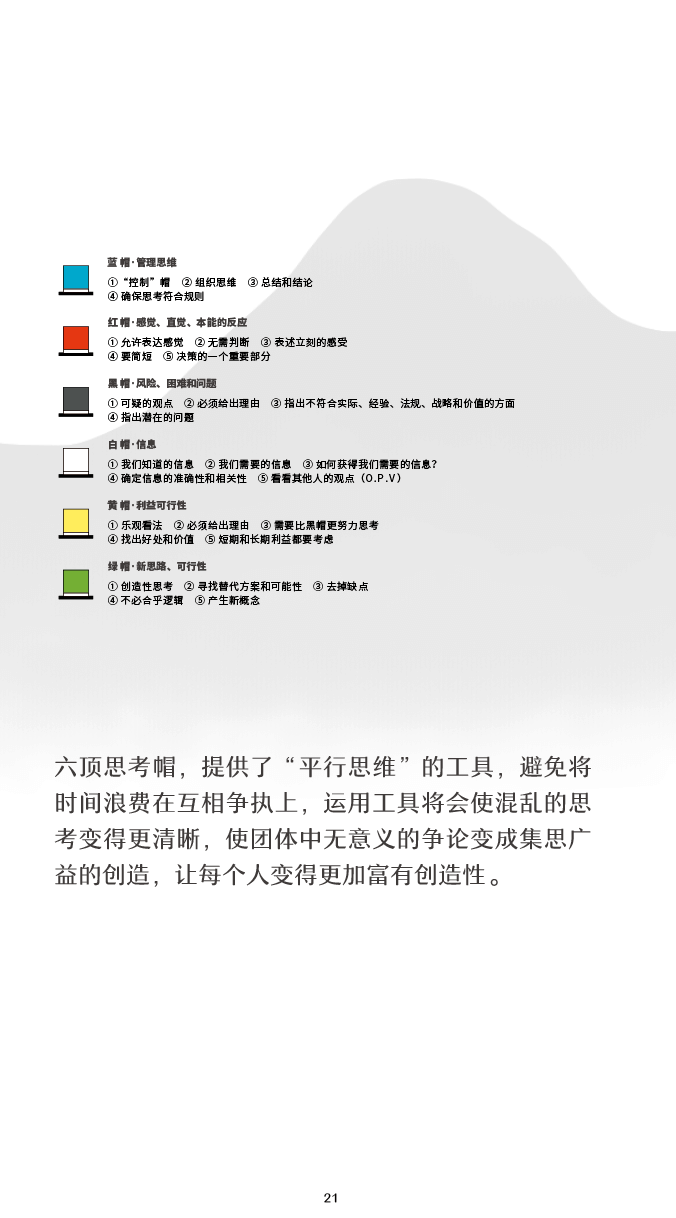 蓝帽·管理思维
①“控制”帽 ②组织思维 ③总结和结论
④确保思考符合规则
红帽·感觉、直觉、本能的反应
①允许表达感觉 ②无需判断 ③表述立刻的感受
④要简短 ⑤决策的一个重要部分
黑帽·风险、困难和问题
①可疑的观点 ②必须给出理由 ③指出不符合实际、经验、法规、战略和价值的方面
④指出潜在的问题
白帽·信息
①我们知道的信息 ②我们需要的信息 ③如何获得我们需要的信息?
④确定信息的准确性和相关性 ⑤看看其他人的观点（O.P.V）
黄帽·利益可行性
①乐观看法 ②必须给出理由 ③需要比黑帽更努力思考
④找出好处和价值 ⑤短期和长期利益都要考虑
绿帽·新思路、可行性
①创造性思考 ②寻找替代方案和可能性 ③去掉缺点
④不必合乎逻辑 ⑤产生新概念
六顶思考帽，提供了“平行思维”的工具，避免将
时间浪费在互相争执上，运用工具将会使混乱的思
考变得更清晰，使团体中无意义的争论变成集思广
益的创造，让每个人变得更加富有创造性。
21